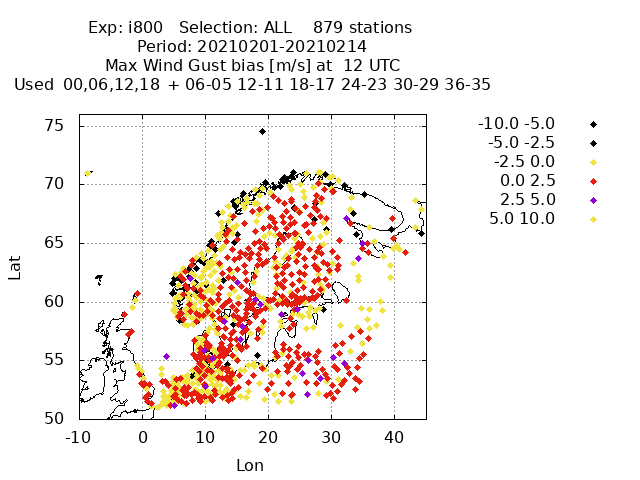 Exp: i800   Selection: ALL    879 stations
Period: 20210201-20210214
Max Wind Gust bias [m/s] at  12 UTC
Used  00,06,12,18  + 06-05 12-11 18-17 24-23 30-29 36-35
-10.0 -5.0
-5.0 -2.5
-2.5 0.0
0.0 2.5
2.5 5.0
5.0 10.0
75
70
65
60
55
50
Lat
-10 0 10 20 30 40
Lon